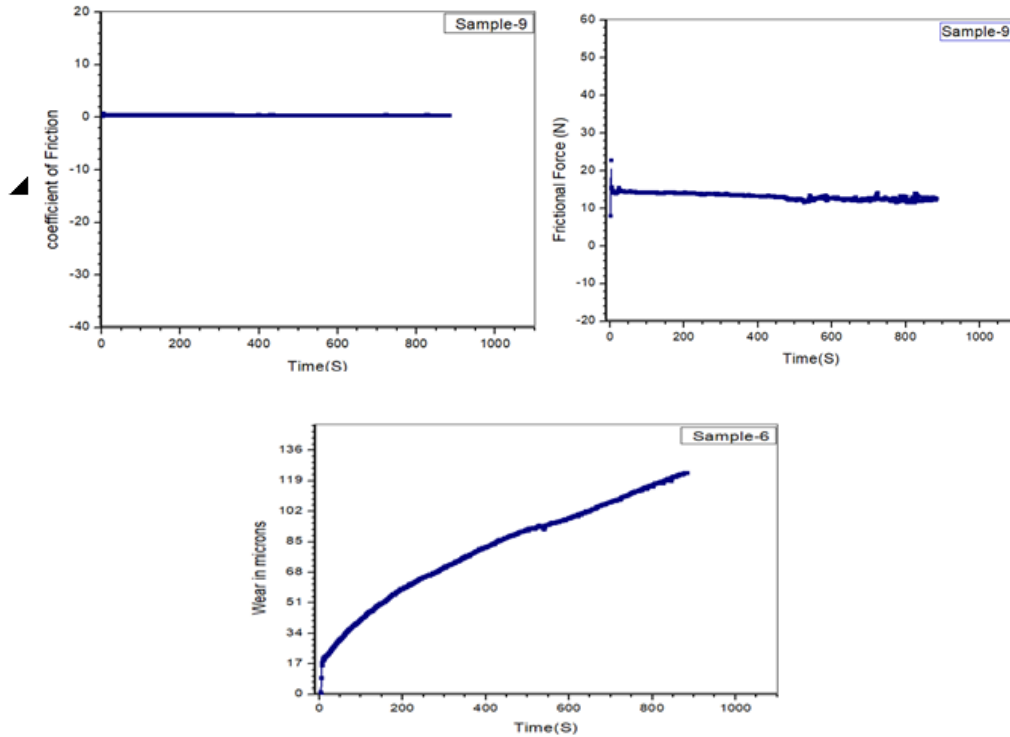 Sample-9
20
10
0
-10
-20
-30
-40
coefficient of Friction
0 200 400 600 800 1000
Time(S)
Sample-9
60
50
40
30
20
10
0
-10
-20
Frictional Force (N)
0 200 400 600 800 1000
Time(S)
Sample-6
136
119
102
85
68
51
34
17
0
Wear in microns
0 200 400 600 800 1000
Time(S)